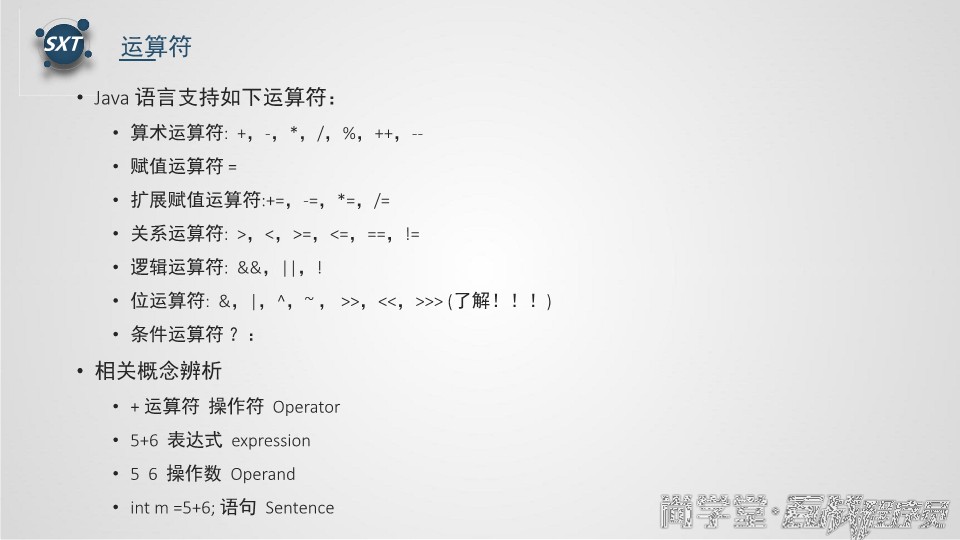 SXT
运算符
• Java 语言支持如下运算符：
• 算术运算符: +，-，*，/，%，++，--
• 赋值运算符 =
• 扩展赋值运算符:+=，-=，*=，/=
• 关系运算符: >，<，>=，<=，==，!=
• 逻辑运算符: &&，||，!
• 位运算符: &，|，^，~ ， >>，<<，>>> (了解！！！)
• 条件运算符 ？：
• 相关概念辨析
• + 运算符 操作符 Operator
• 5+6 表达式 expression
• 5 6 操作数 Operand
• int m =5+6; 语句 Sentence
尚学堂·